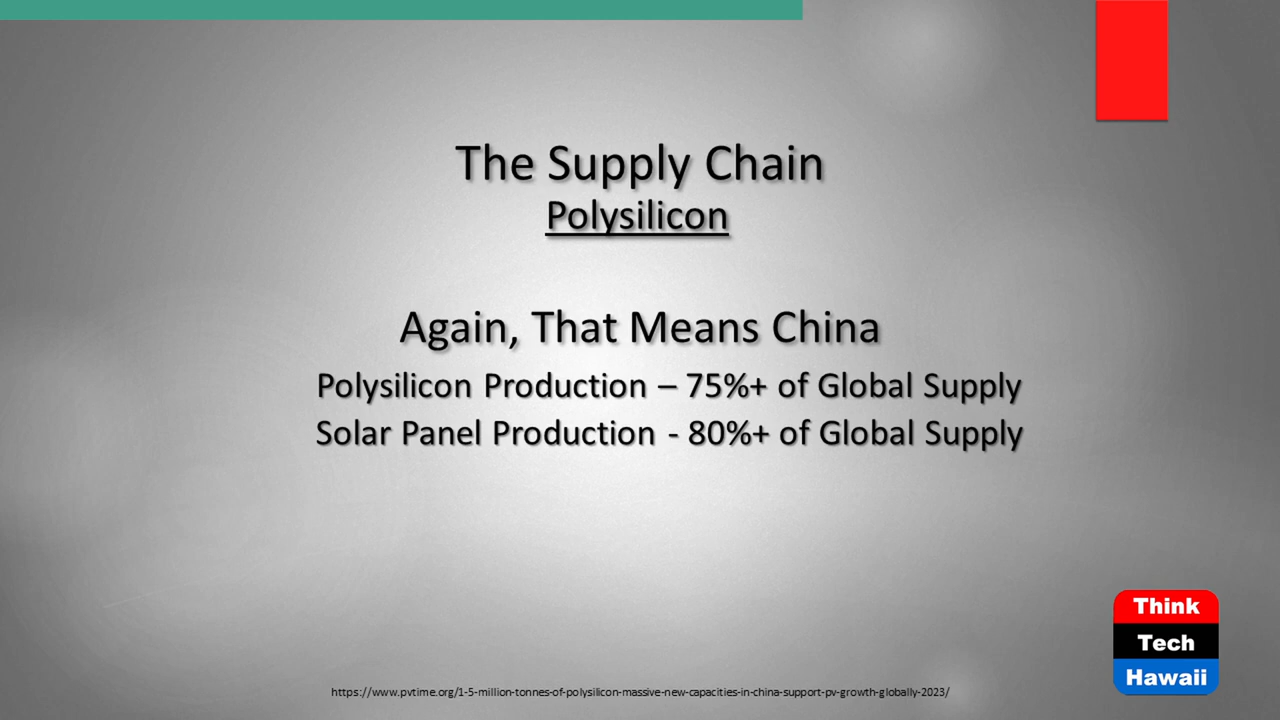 The Supply Chain
Polysilicon
Again, That Means China
Polysilicon Production – 75%+ of Global Supply
Solar Panel Production - 80%+ of Global Supply
Think
Tech
Hawaii
https://www.pvtime.org/1-5-million-tonnes-of-polysilicon-massive-new-capacities-in-china-support-pv-growth-globally-2023/